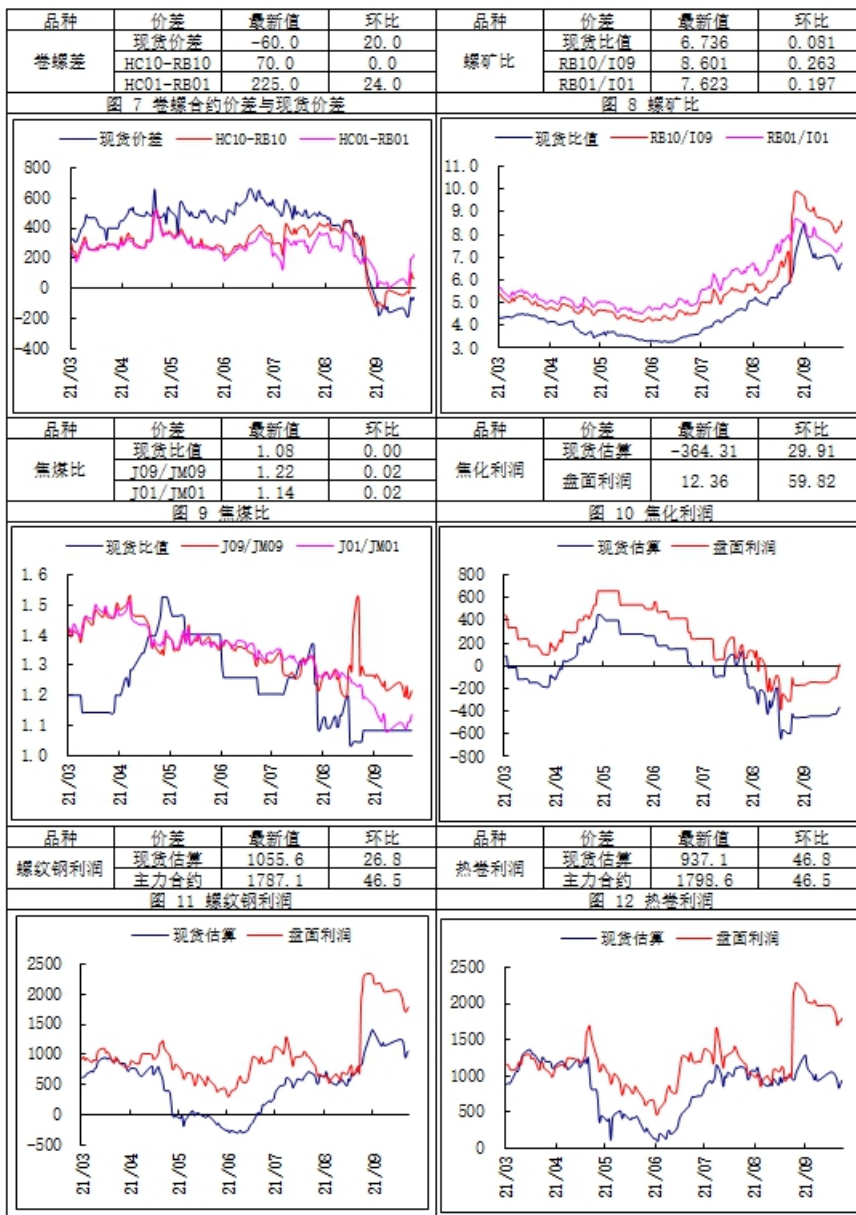 品种 价差 最新值 环比
卷螺差 现货价差 -60.0 20.0
HC10-RB10 70.0 0.0
HC01-RB01 225.0 24.0
图 7 卷螺合约价差与现货价差
现货价差 HC10-RB10 HC01-RB01
800
600
400
200
0
-200
-400
21/03 21/04 21/05 21/06 21/07 21/08 21/09
品种 价差 最新值 环比
螺矿比 现货比值 6.736 0.081
RB10/I09 8.601 0.263
RB01/I01 7.623 0.197
图 8 螺矿比
现货比值 RB10/I09 RB01/I01
11.0
10.0
9.0
8.0
7.0
6.0
5.0
4.0
3.0
21/03 21/04 21/05 21/06 21/07 21/08 21/09
品种 价差 最新值 环比
焦煤比 现货比值 1.08 0.00
J09/JM09 1.22 0.02
J01/JM01 1.14 0.02
图 9 焦煤比
现货比值 J09/JM09 J01/JM01
1.6
1.5
1.4
1.3
1.2
1.1
1.0
21/03 21/04 21/05 21/06 21/07 21/08 21/09
品种 价差 最新值 环比
焦化利润 现货估算 -364.31 29.91
盘面利润 12.36 59.82
图 10 焦化利润
现货估算 盘面利润
800
600
400
200
0
-200
-400
-600
-800
21/03 21/04 21/05 21/06 21/07 21/08 21/09
品种 价差 最新值 环比
螺纹钢利润 现货估算 1055.6 26.8
主力合约 1787.1 46.5
图 11 螺纹钢利润
现货估算 盘面利润
2500
2000
1500
1000
500
0
-500
21/03 21/04 21/05 21/06 21/07 21/08 21/09
品种 价差 最新值 环比
热卷利润 现货估算 937.1 46.8
主力合约 1798.6 46.5
图 12 热卷利润
现货估算 盘面利润
2500
2000
1500
1000
500
0
21/03 21/04 21/05 21/06 21/07 21/08 21/09